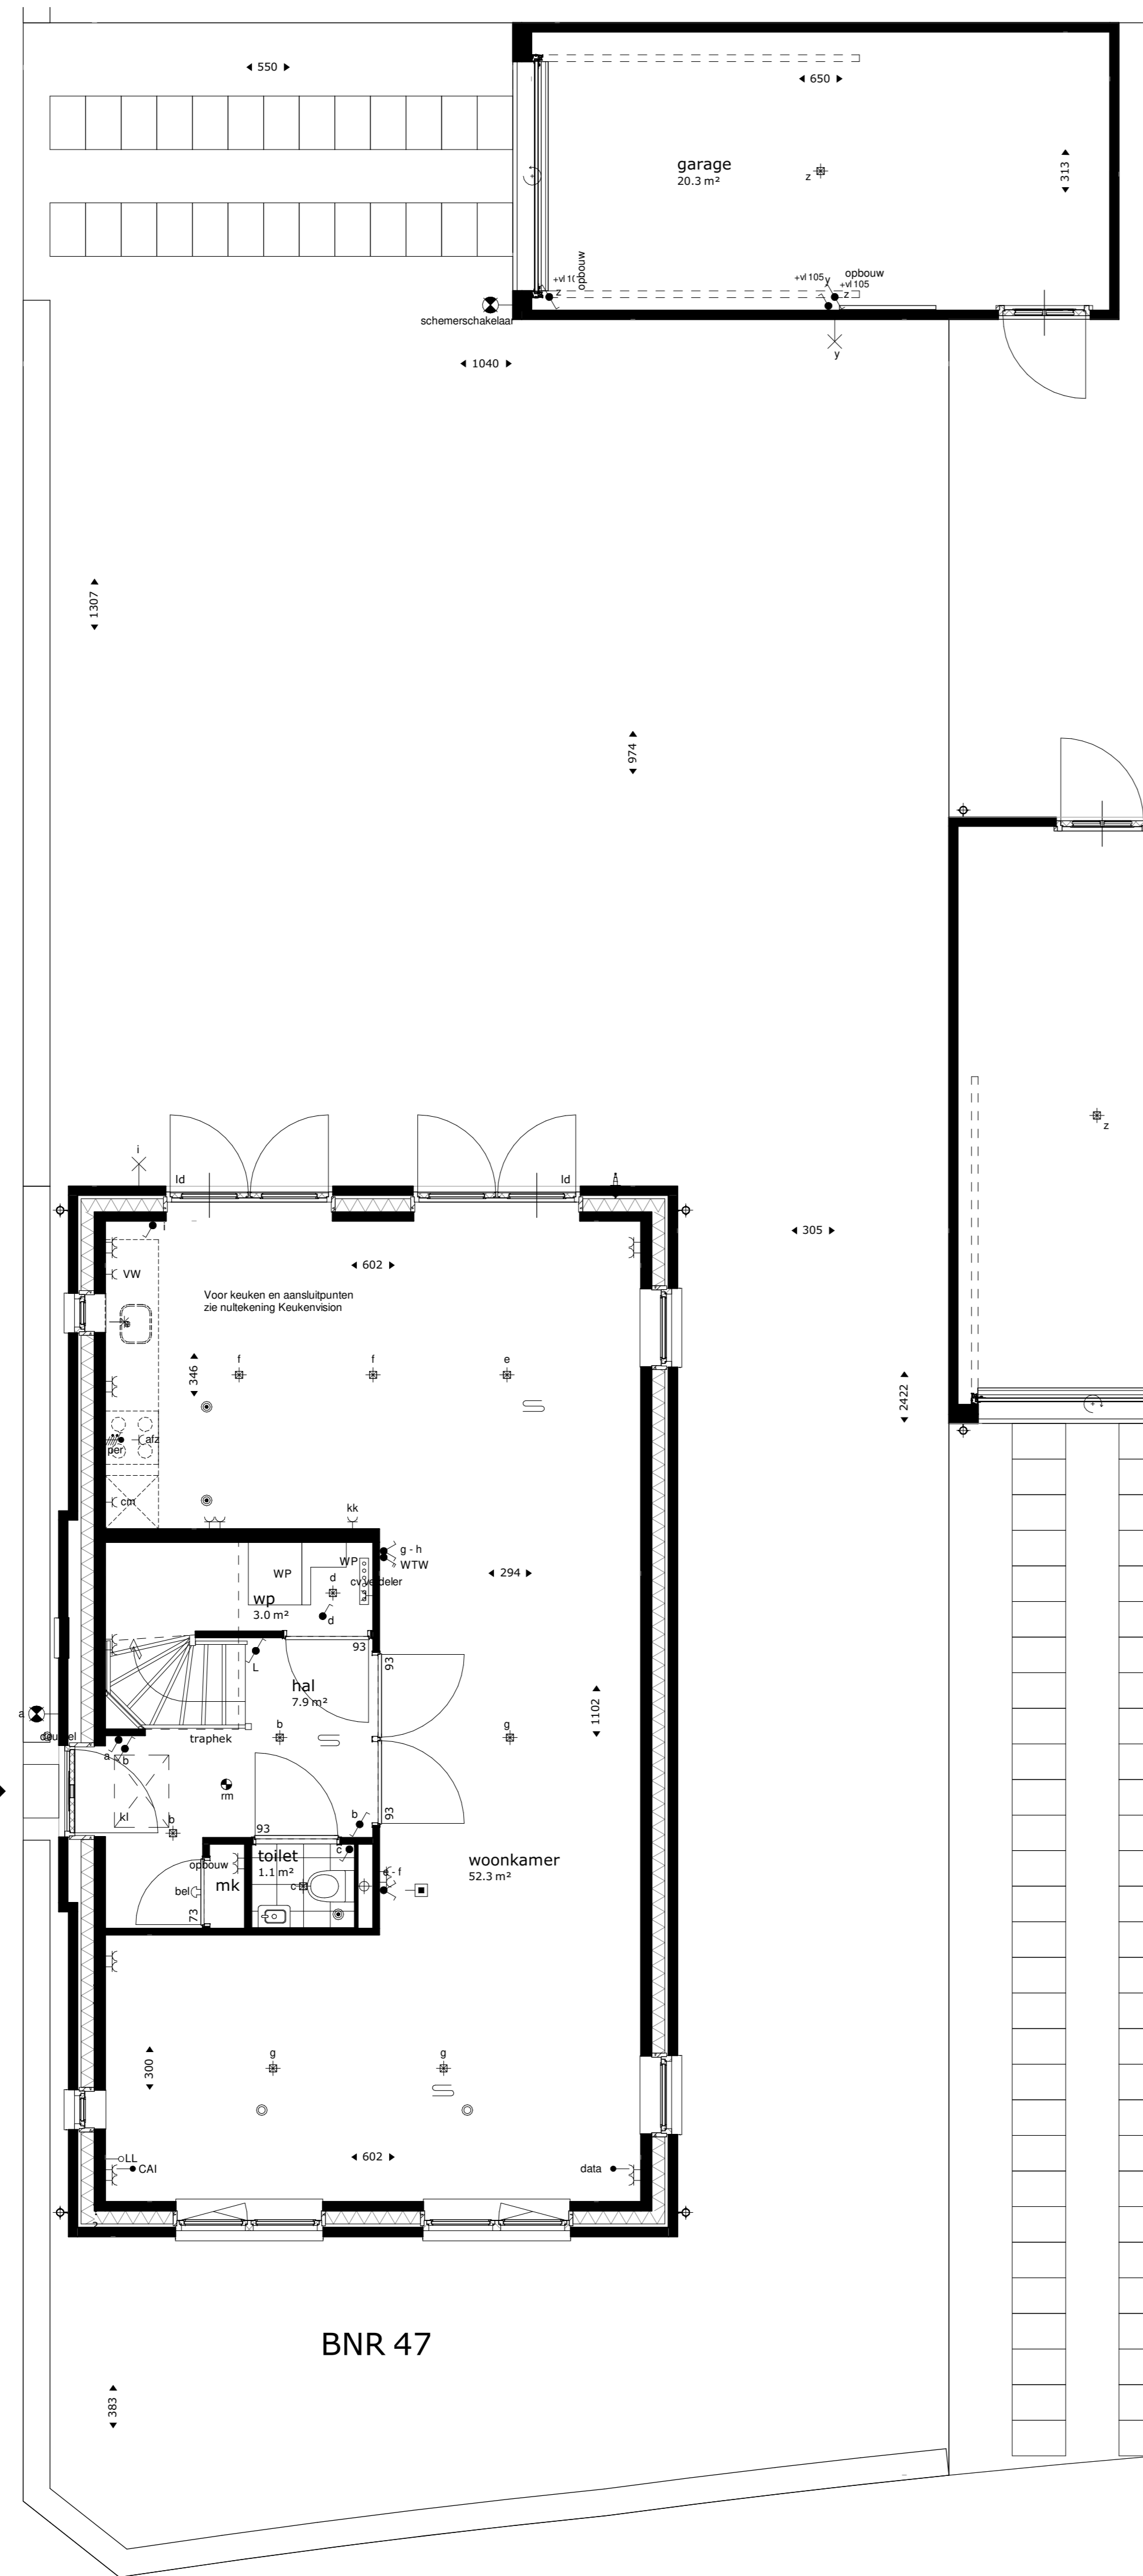 550
650
garage
20.3 m²
z
313
opbouw
+vl 10
z
+vl 105
y
opbouw
+vl 105
z
schemerschakelaar
1040
y
1307
974
z
i
ld
ld
i
305
602
VW
Voor keuken en aansluitpunten
zie nultekening Keukenvision
f
f
e
346
2422
afz
per
cm
kk
g - h
WTW
WP
WP
294
d
cv verdeler
wp
3.0 m²
d
93
93
L
hal
7.9 m²
1102
a
b
g
deurbel
traphek
a
b
rm
kl
b
b
93
93
c
toilet
1.1 m²
woonkamer
52.3 m²
opbouw
mk
bel
c
e - f
73
300
g
g
602
LL
CAI
data
BNR 47
383